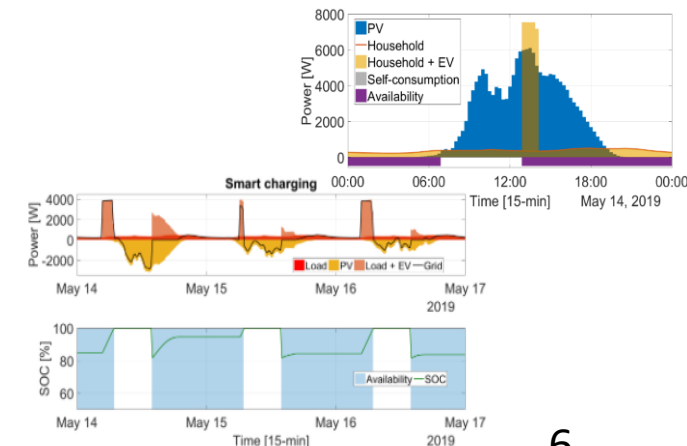 8000
6000
4000
2000
0
Power [W]
PV
Household
Household + EV
Self-consumption
Availability
00:00 06:00 12:00 18:00 00:00
Time [15-min] May 14, 2019
Smart charging
4000
2000
0
-2000
Power [W]
Load PV Load + EV Grid
May 14 May 15 May 16 May 17
2019
100
80
60
SOC [%]
Availability SOC
May 14 May 15 May 16 May 17
Time [15-min] 2019
6